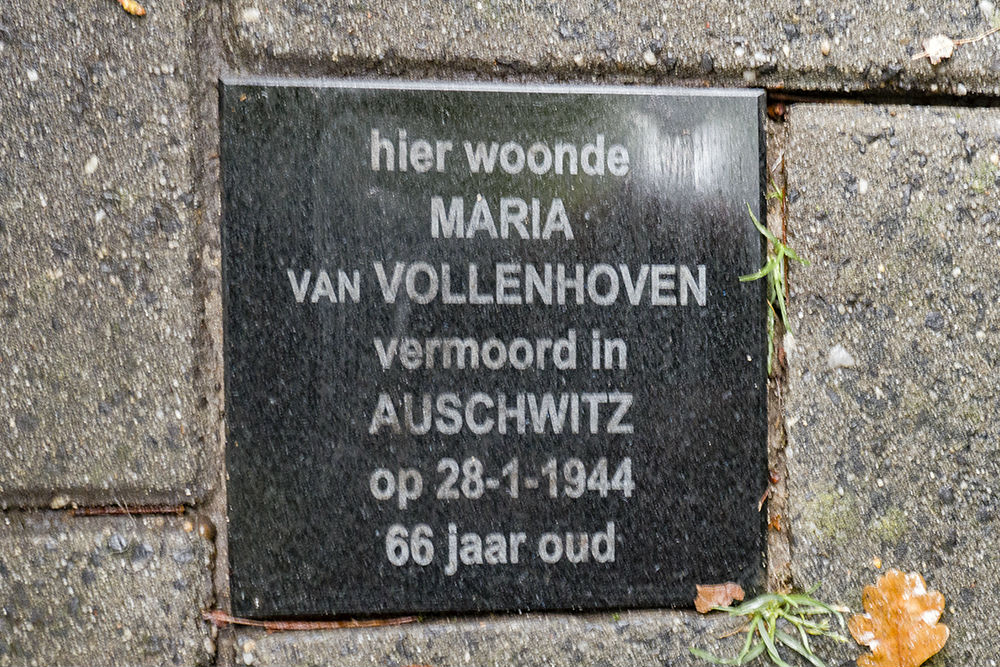 hier woonde
MARIA
VAN VOLLENHOVEN
vermoord in
AUSCHWITZ
op 28-1-1944
66 jaar oud